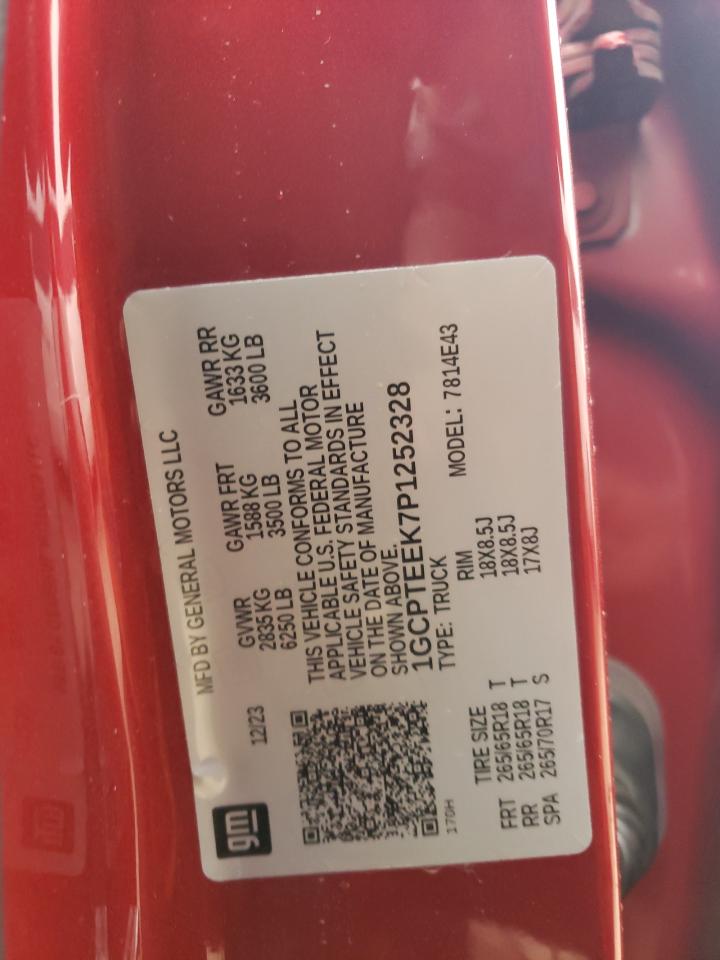 gm
MFD BY GENERAL MOTORS LLC
12/23
GVWR GAWR FRT GAWR RR
2835 KG 1588 KG 1633 KG
6250 LB 3500 LB 3600 LB
THIS VEHICLE CONFORMS TO ALL
APPLICABLE U.S. FEDERAL MOTOR
VEHICLE SAFETY STANDARDS IN EFFECT
ON THE DATE OF MANUFACTURE
SHOWN ABOVE.
1GCPTEEK7P1252328
TYPE: TRUCK MODEL: 7814E43
170H
TIRE SIZE RIM
FRT 265/65R18 T 18X8.5J
RR 265/65R18 T 18X8.5J
SPA 265/70R17 S 17X8J